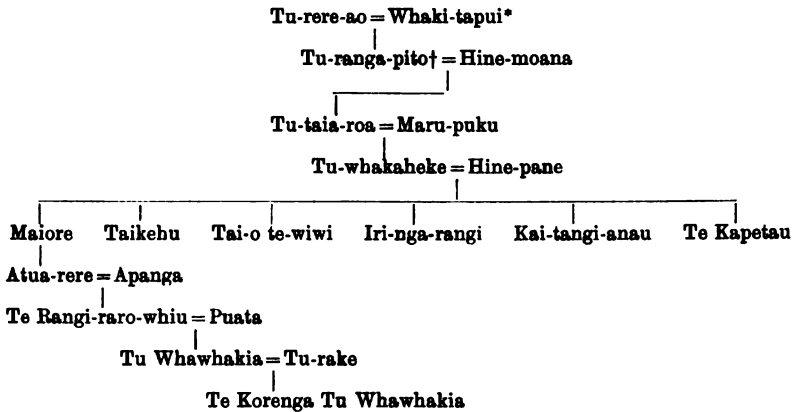 Tu-rere-ao = Whaki-tapui*
Tu-ranga-pito† = Hine-moana
Tu-taia-roa = Maru-puku
Tu-whakaheke = Hine-pane
Maiore Taikehu Tai-o te-wiwi Iri-nga-rangi Kai-tangi-anau Te Kapetau
Atua-rere = Apanga
Te Rangi-raro-whiu = Puata
Tu Whawhakia = Tu-rake
Te Korenga Tu Whawhakia